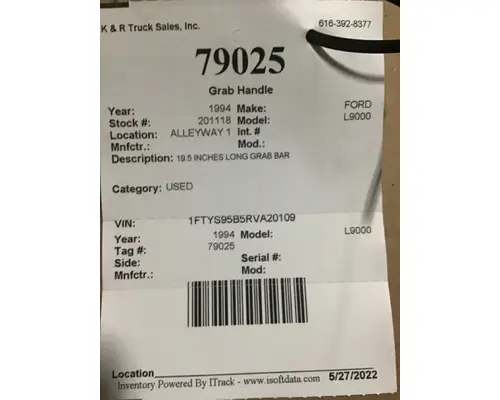 K & R Truck Sales, Inc. 616-392-8377
79025
Grab Handle
Year: 1994 Make: FORD
Stock #: 201118 Model: L9000
Location: ALLEYWAY 1 Int. #
Mnfctr.: Mod.:
Description: 19.5 INCHES LONG GRAB BAR
Category: USED
VIN: 1FTYS95B5RVA20109
Year: 1994 Model: L9000
Tag #: 79025
Side: Serial #:
Mnfctr.: Mod:
Location
Inventory Powered By ITrack - www.isoftdata.com 5/27/2022